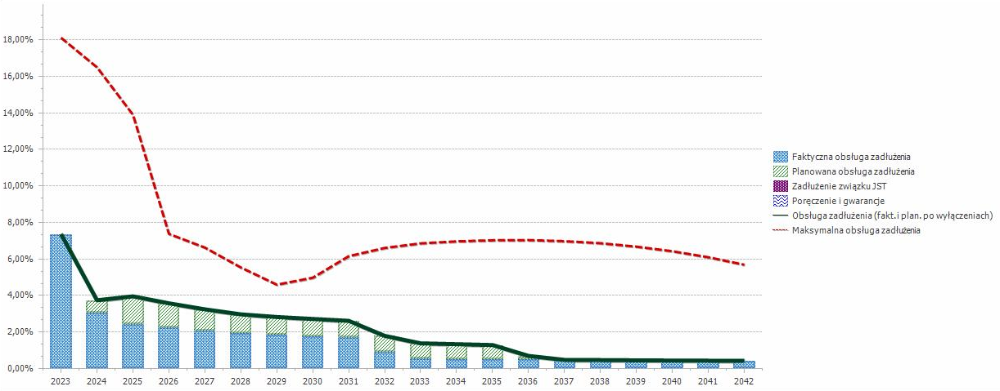 18,00%
16,00%
14,00%
12,00%
10,00%
8,00%
6,00%
4,00%
2,00%
0,00%
2023 2024 2025 2026 2027 2028 2029 2030 2031 2032 2033 2034 2035 2036 2037 2038 2039 2040 2041 2042
Faktyczna obsługa zadłużenia
Planowana obsługa zadłużenia
Zadłużenie związku JST
Poręczenie i gwarancje
Obsługa zadłużenia (fakt.i plan. po wyłączeniach)
Maksymalna obsługa zadłużenia